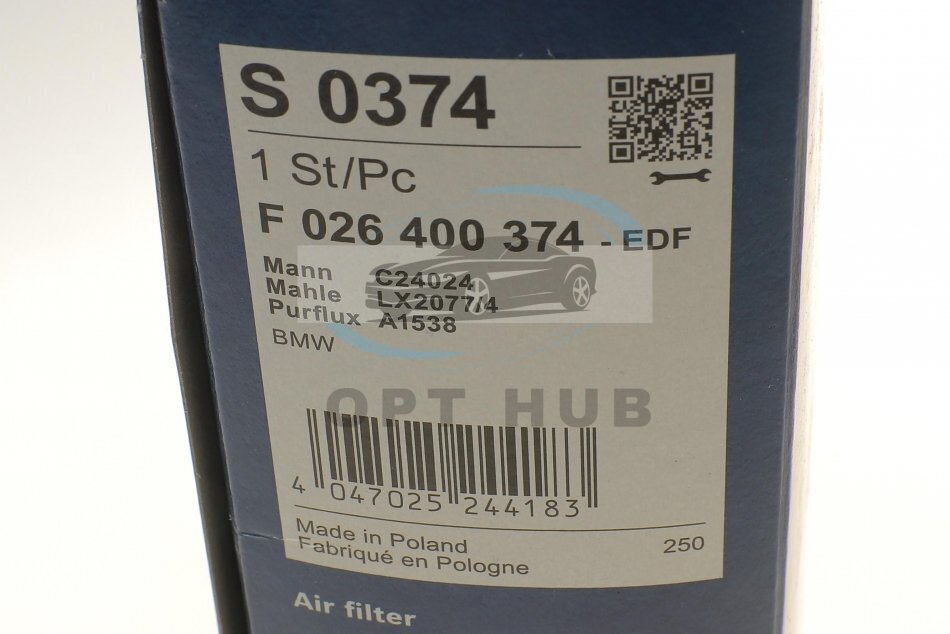 S 0374
1 St/Pc
F 026 400 374 - EDF
Mann C24024
Mahle LX2077/4
Purflux A1538
BMW
OPT HUB
4 047025 244183
Made in Poland
Fabriqué en Pologne
250
Air filter